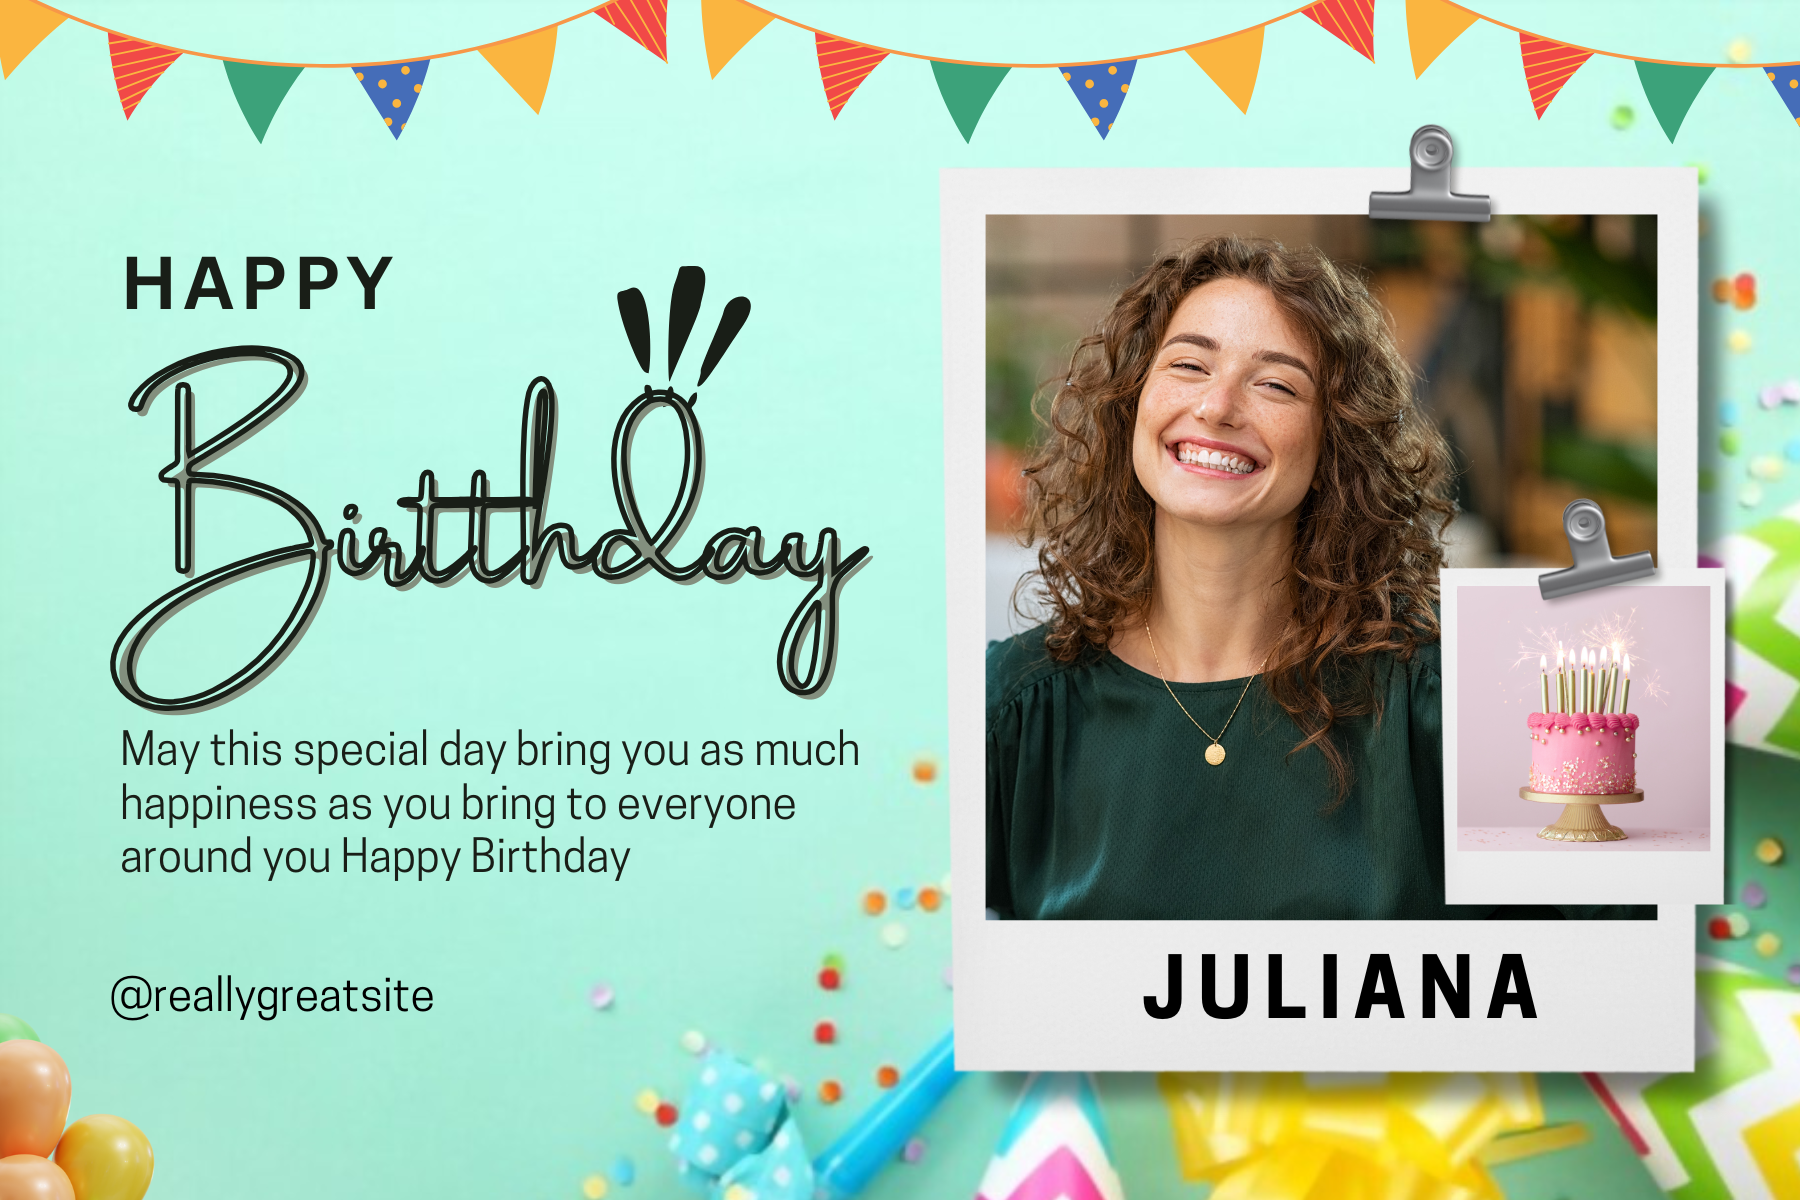 HAPPY
Birtthday
May this special day bring you as much
happiness as you bring to everyone
around you Happy Birthday
@reallygreatsite
JULIANA